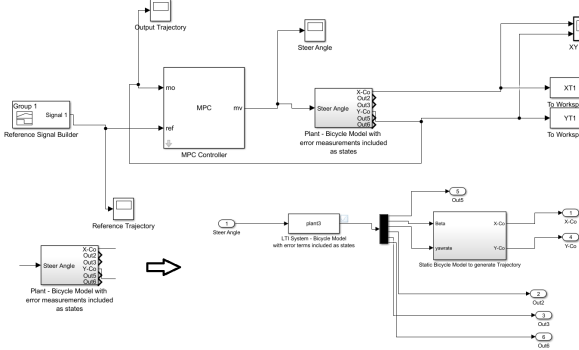 Output Trajectory
Steer Angle
XY
Group 1
Signal 1
Reference Signal Builder
mo
MPC
mv
ref
MPC Controller
Steer Angle
X-Co
Out2
Out3
Y-Co
Out5
Out6
Plant - Bicycle Model with
error measurements included
as states
XT1
To Worksp
YT1
To Worksp
Reference Trajectory
Steer Angle
X-Co
Out2
Out3
Y-Co
Out5
Out6
Plant - Bicycle Model with
error measurements included
as states
1
Steer Angle
plant3
LTI System - Bicycle Model
with error terms included as states
5
Out5
Beta
X-Co
yawrate
Y-Co
Static Bicycle Model to generate Trajectory
1
X-Co
4
Y-Co
2
Out2
3
Out3
6
Out6